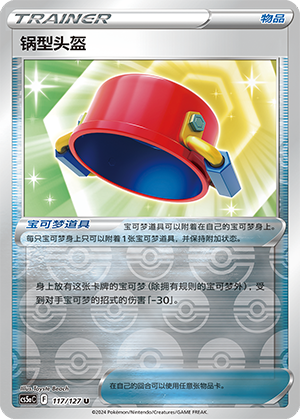 TRAINER 物品
锅型头盔
宝可梦道具 宝可梦道具可以附着在自己的宝可梦身上。
每只宝可梦身上只可以附着1张宝可梦道具，并保持附加状态。
身上放有这张卡牌的宝可梦（除拥有规则的宝可梦外），受
到对手宝可梦的招式的伤害「-30」。
Illus.Toyste Beach
CS5aC F 117/127 U
在自己的回合可以使用任意张物品卡。
©2024 Pokémon/Nintendo/Creatures/GAME FREAK.